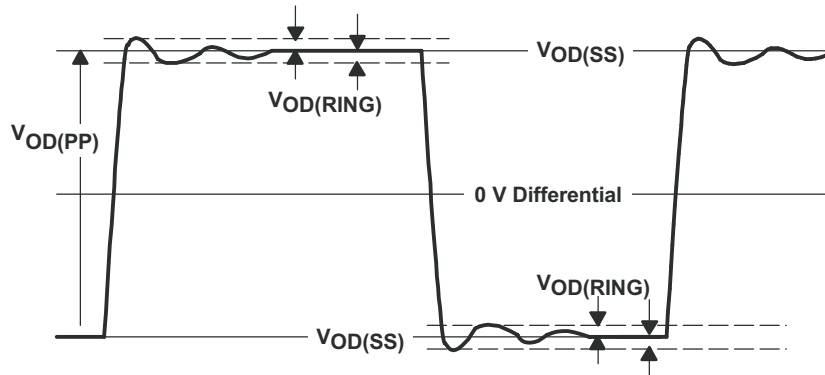 VOD(SS)
VOD(RING)
VOD(PP)
0 V Differential
VOD(RING)
VOD(SS)